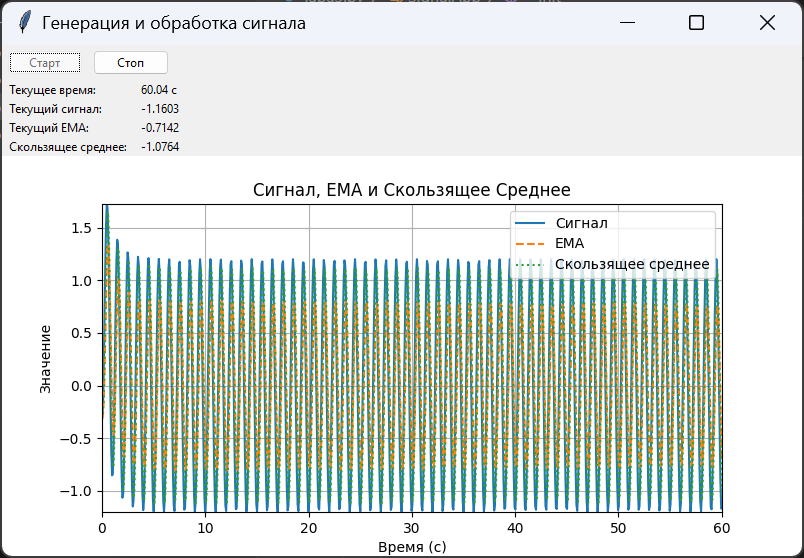 Генерация и обработка сигнала
Старт Стоп
Текущее время: 60.04 с
Текущий сигнал: -1.1603
Текущий EMA: -0.7142
Скользящее среднее: -1.0764
Сигнал, EMA и Скользящее Среднее
Сигнал
EMA
Скользящее среднее
Значение
1.5
1.0
0.5
0.0
−0.5
−1.0
0 10 20 30 40 50 60
Время (с)